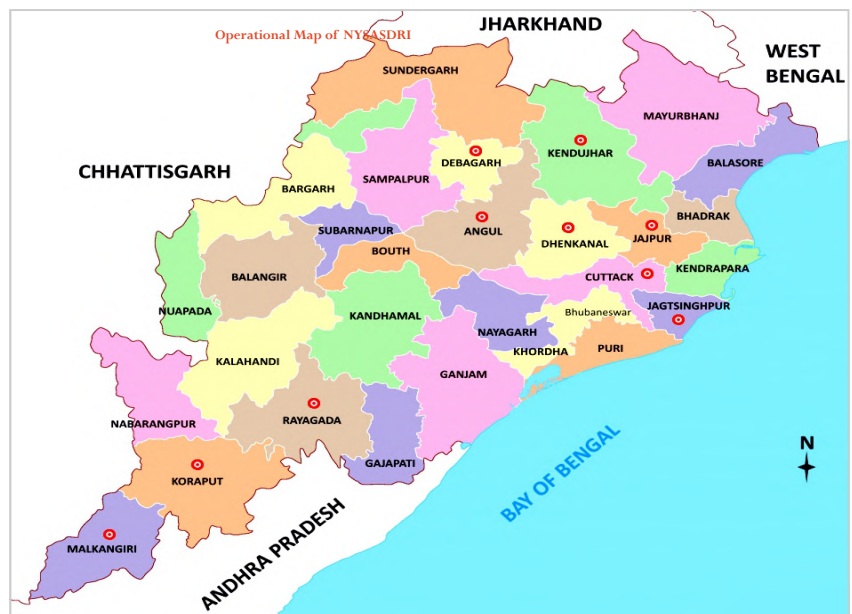 JHARKHAND
Operational Map of NYSASDRI
WEST
BENGAL
SUNDERGARH
MAYURBHANJ
KENDUJHAR
DEBAGARH
BALASORE
CHHATTISGARH
SAMPALPUR
BARGARH
BHADRAK
SUBARNAPUR
ANGUL
JAJPUR
DHENKANAL
BOUTH
KENDRAPARA
BALANGIR
CUTTACK
JAGTSINGHPUR
NUAPADA
KANDHAMAL
Bhubaneswar
NAYAGARH
PURI
KHORDHA
KALAHANDI
GANJAM
RAYAGADA
NABARANGPUR
N
GAJAPATI
BAY OF BENGAL
KORAPUT
MALKANGIRI
ANDHRA PRADESH